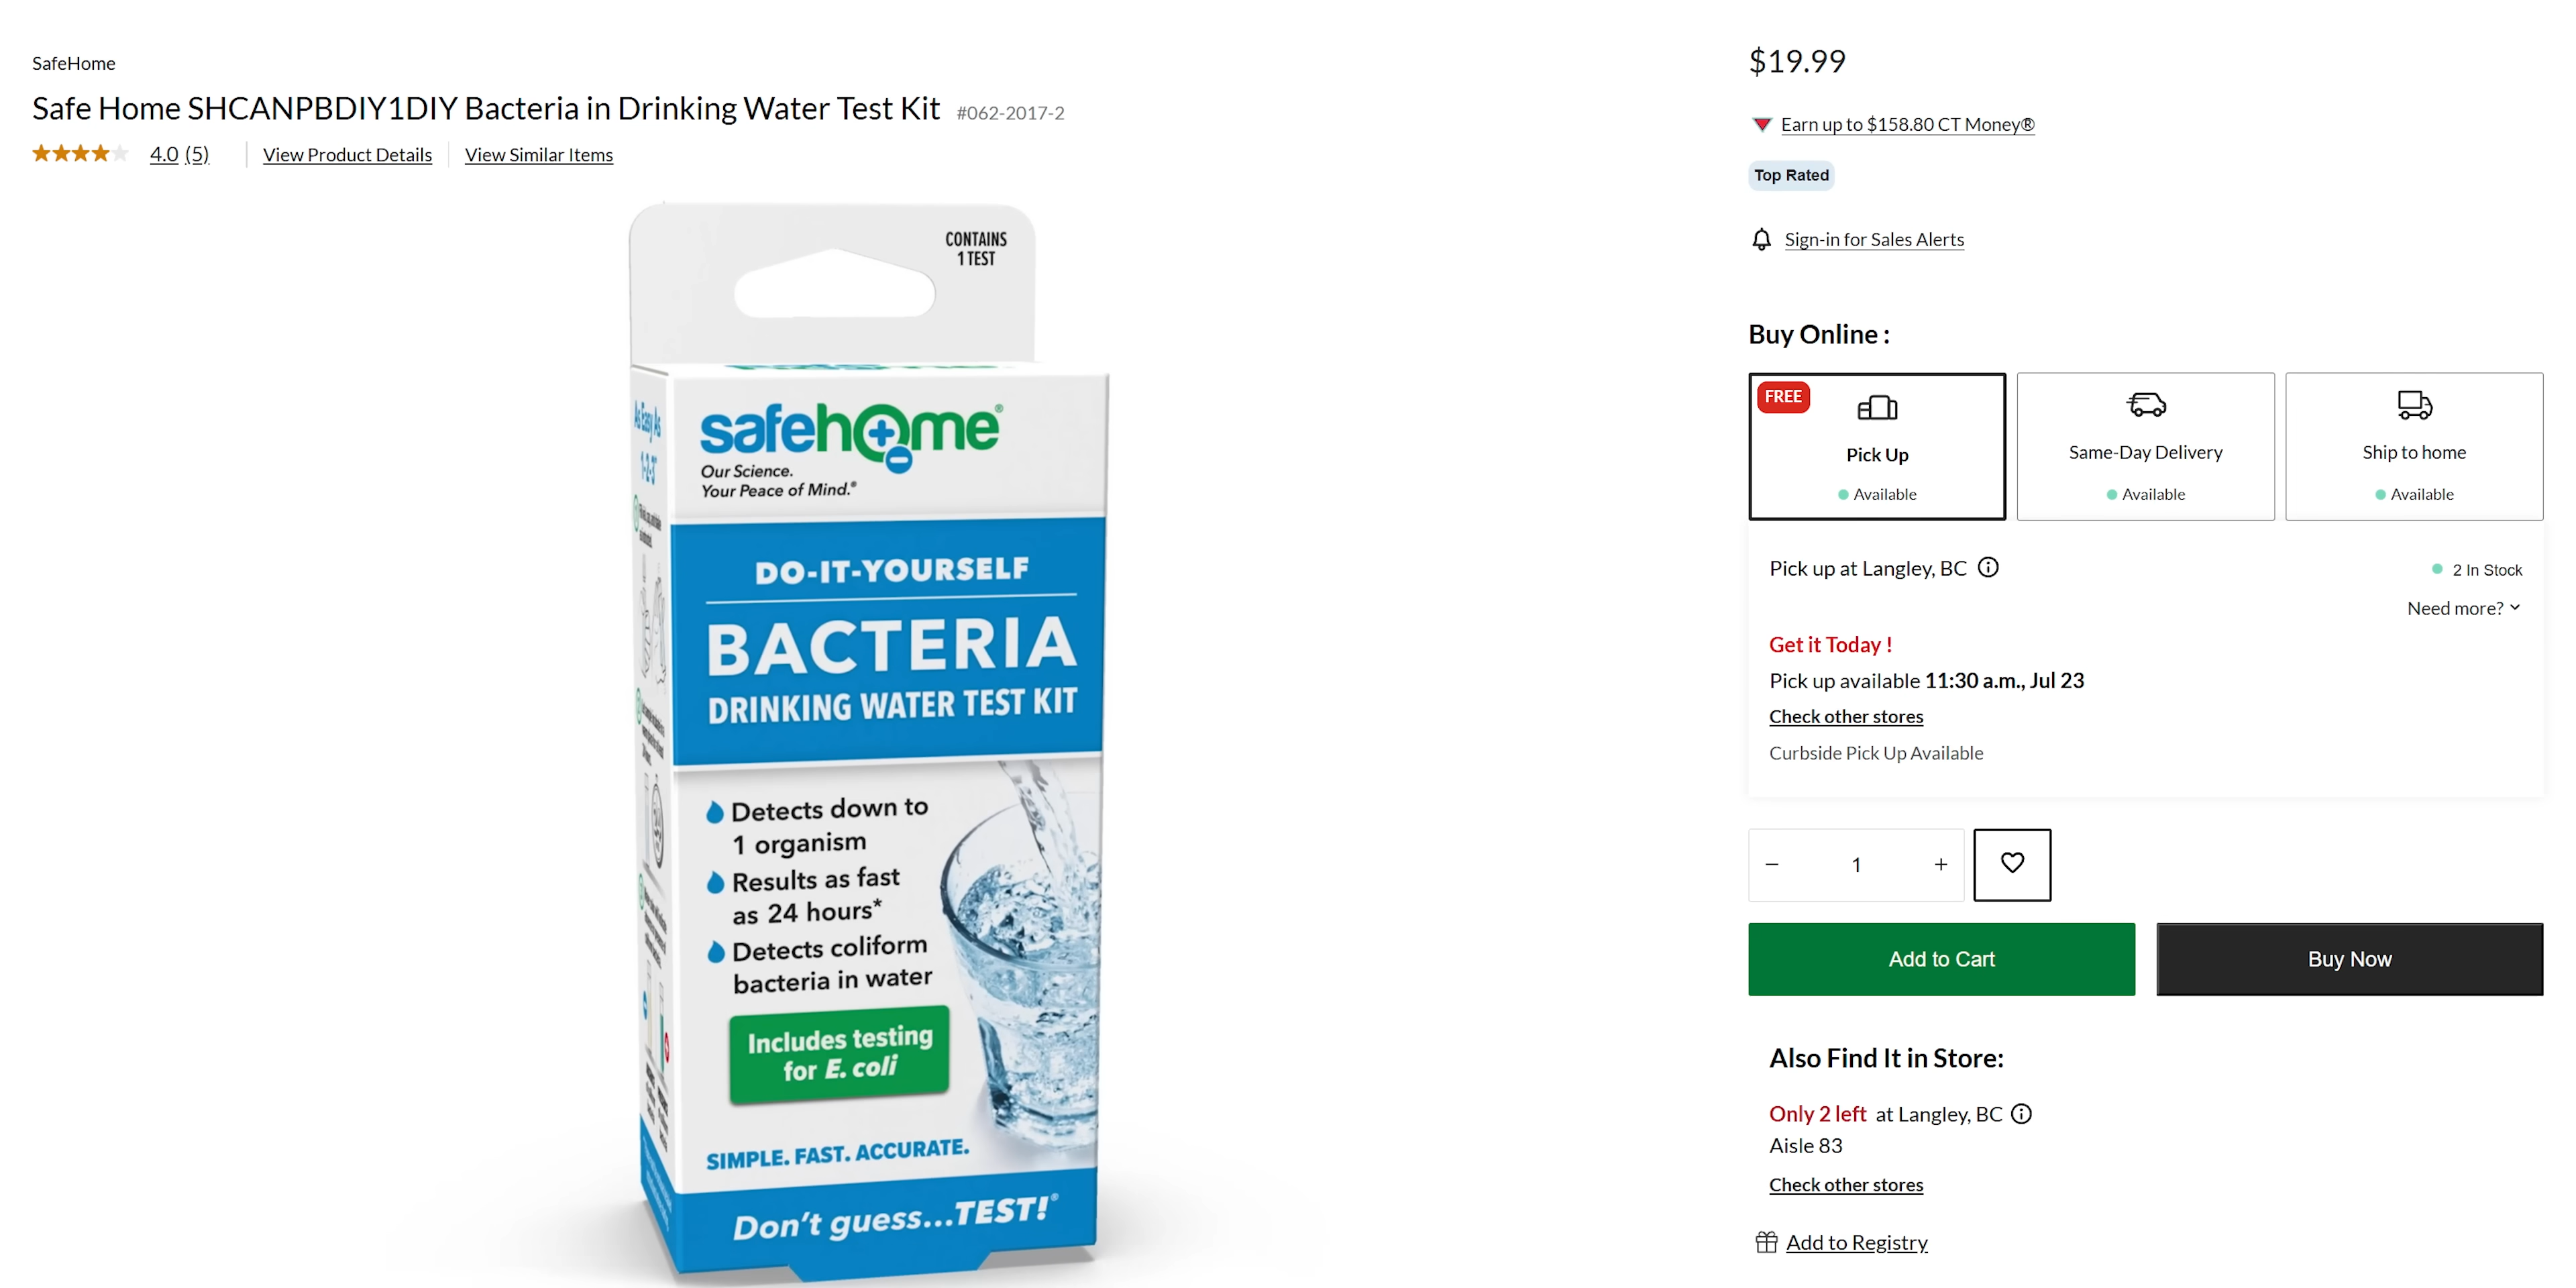 SafeHome
Safe Home SHCANPBDIY1DIY Bacteria in Drinking Water Test Kit #062-2017-2
4.0 (5) View Product Details View Similar Items
CONTAINS
1 TEST
As Easy As
1-2-3
safehome®
Our Science.
Your Peace of Mind.®
DO-IT-YOURSELF
BACTERIA
DRINKING WATER TEST KIT
Detects down to
1 organism
Results as fast
as 24 hours*
Detects coliform
bacteria in water
Includes testing
for E. coli
SIMPLE. FAST. ACCURATE.
Don't guess...TEST!®
$19.99
Earn up to $158.80 CT Money®
Top Rated
Sign-in for Sales Alerts
Buy Online :
FREE
Pick Up
Available
Same-Day Delivery
Available
Ship to home
Available
Pick up at Langley, BC
2 In Stock
Need more?
Get it Today !
Pick up available 11:30 a.m., Jul 23
Check other stores
Curbside Pick Up Available
− 1 +
Add to Cart
Buy Now
Also Find It in Store:
Only 2 left at Langley, BC
Aisle 83
Check other stores
Add to Registry